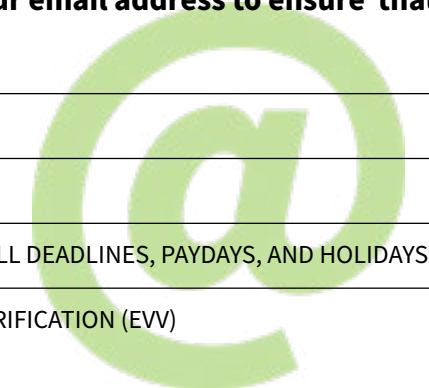 ur email address to ensure that
@
LL DEADLINES, PAYDAYS, AND HOLIDAYS
RIFICATION (EVV)